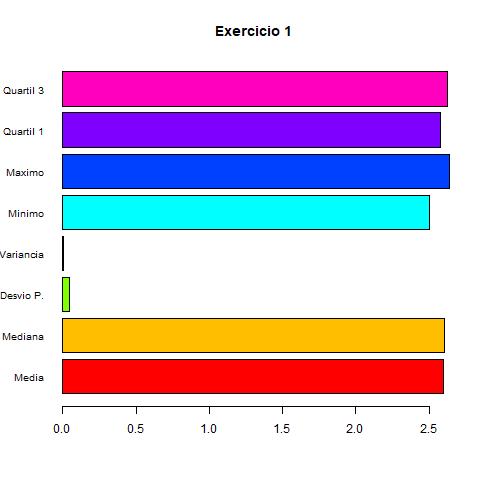 Exercicio 1
Quartil 3
Quartil 1
Maximo
Minimo
Variancia
Desvio P.
Mediana
Media
0.0 0.5 1.0 1.5 2.0 2.5